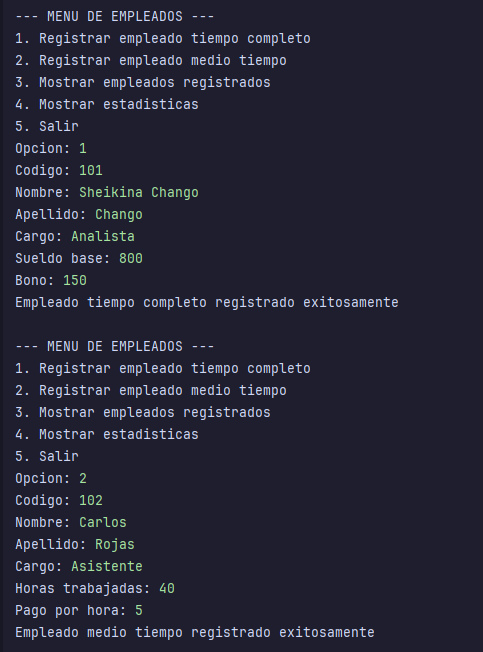 --- MENU DE EMPLEADOS ---
1. Registrar empleado tiempo completo
2. Registrar empleado medio tiempo
3. Mostrar empleados registrados
4. Mostrar estadisticas
5. Salir
Opcion: 1
Codigo: 101
Nombre: Sheikina Chango
Apellido: Chango
Cargo: Analista
Sueldo base: 800
Bono: 150
Empleado tiempo completo registrado exitosamente

--- MENU DE EMPLEADOS ---
1. Registrar empleado tiempo completo
2. Registrar empleado medio tiempo
3. Mostrar empleados registrados
4. Mostrar estadisticas
5. Salir
Opcion: 2
Codigo: 102
Nombre: Carlos
Apellido: Rojas
Cargo: Asistente
Horas trabajadas: 40
Pago por hora: 5
Empleado medio tiempo registrado exitosamente